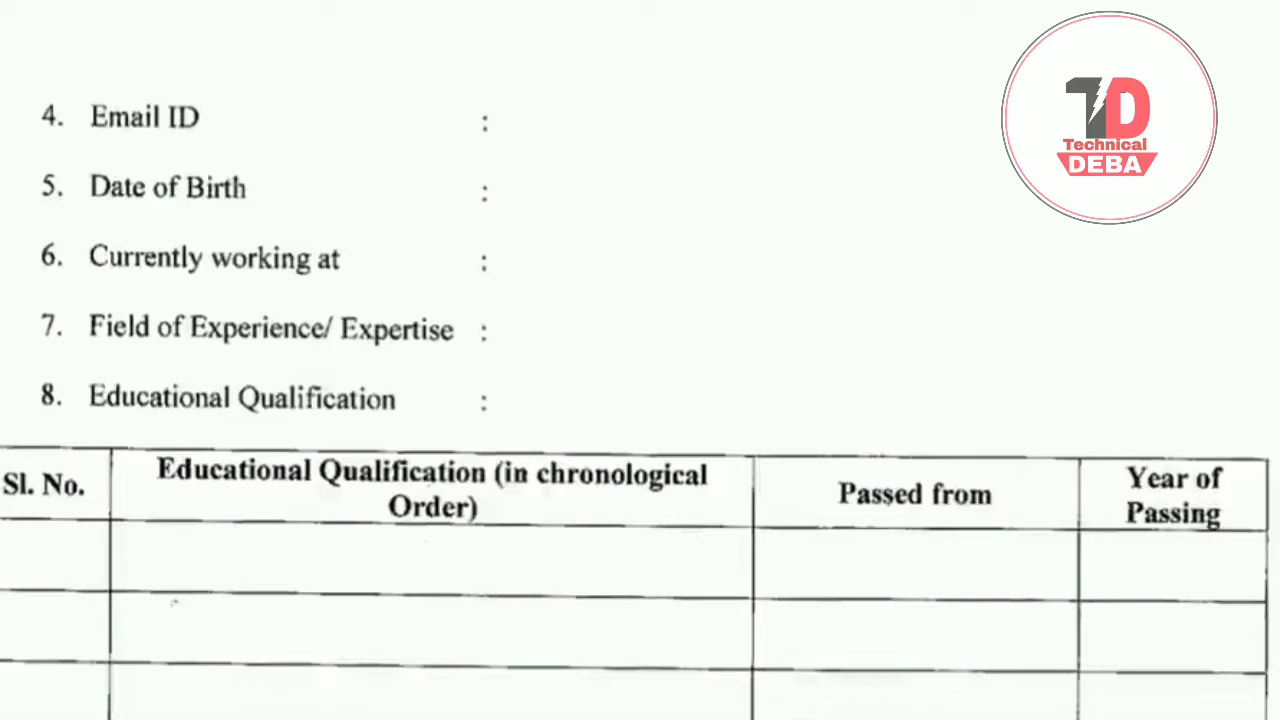 TD
Technical
DEBA
4. Email ID :
5. Date of Birth :
6. Currently working at :
7. Field of Experience/ Expertise :
8. Educational Qualification :
Sl. No.
Educational Qualification (in chronological
Order)
Passed from
Year of
Passing